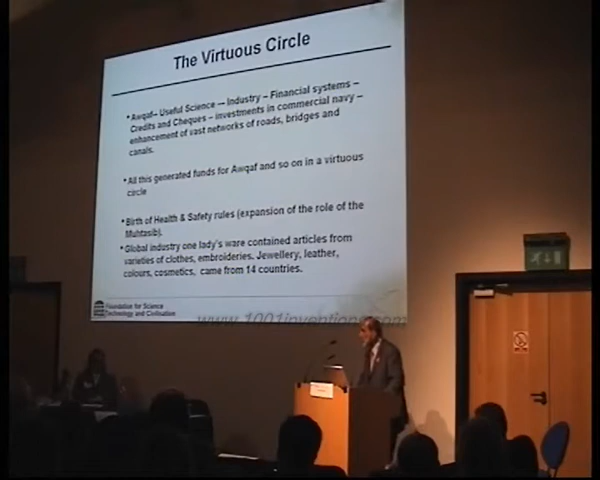 The Virtuous Circle
•Awqaf– Useful Science — Industry – Financial systems –
Credits and Cheques – investments in commercial navy –
enhancement of vast networks of roads, bridges and
canals.
•All this generated funds for Awqaf and so on in a virtuous
circle
•Birth of Health & Safety rules (expansion of the role of the
Muhtasib).
•Global industry one lady's ware contained articles from
varieties of clothes, embroideries. Jewellery, leather,
colours, cosmetics, came from 14 countries.
Foundation for Science
Technology and Civilisation
www.1001inventions.com